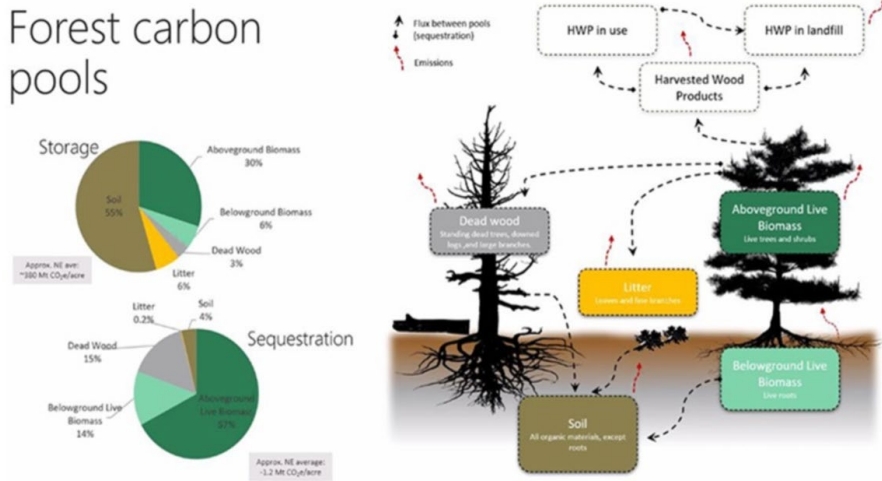 Forest carbon
pools
Storage
Aboveground Biomass
30%
Soil
55%
Belowground Biomass
6%
Dead Wood
3%
Litter
6%
Approx. NE ave:
Mt CO₂e/acre
Litter
0.2%
Soil
4%
Sequestration
Dead Wood
15%
Belowground Live
Biomass
14%
Aboveground
Live Biomass
67%
Approx. NE average:
Mt CO₂e/acre
Flux between pools
(sequestration)
Emissions
HWP in use
HWP in landfill
Harvested Wood
Products
Dead wood
Standing dead trees, downed
logs ,and large branches.
Aboveground Live
Biomass
Live trees and shrubs
Litter
Leaves and fine branches
Belowground Live
Biomass
Live roots
Soil
All organic materials, except
roots